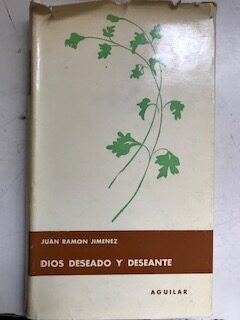 JUAN RAMON JIMENEZ
DIOS DESEADO Y DESEANTE
AGUILAR